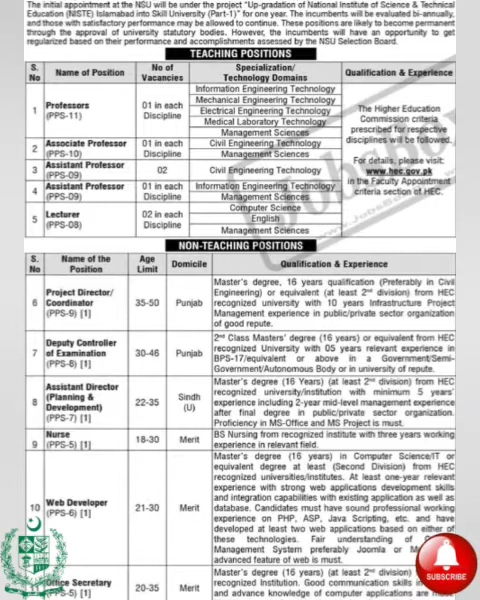 The initial appointment at the NSU will be under the project "Up-gradation of National Institute of Science & Technical
Education (NISTE) Islamabad into Skill University (Part-1)" for one year. The incumbents will be evaluated bi-annually,
and those with satisfactory performance may be allowed to continue. These positions are likely to become permanent
through the approval of university statutory bodies. However, the incumbents will have an opportunity to get
regularized based on their performance and accomplishments assessed by the NSU Selection Board.
TEACHING POSITIONS
S. No
Name of Position
No of Vacancies
Specialization/
Technology Domains
Qualification & Experience
1
Professors
(PPS-11)
01 in each
Discipline
Information Engineering Technology
Mechanical Engineering Technology
Electrical Engineering Technology
Medical Laboratory Technology
Management Sciences
2
Associate Professor
(PPS-10)
01 in each
Discipline
Civil Engineering Technology
Management Sciences
3
Assistant Professor
(PPS-09)
02
Civil Engineering Technology
4
Assistant Professor
(PPS-09)
01 in each
Discipline
Information Engineering Technology
Management Sciences
5
Lecturer
(PPS-08)
02 in each
Discipline
Computer Science
English
Management Sciences
The Higher Education
Commission criteria
prescribed for respective
disciplines will be followed.
For details, please visit:
www.hec.gov.pk
in the Faculty Appointment
criteria section of HEC.
NON-TEACHING POSITIONS
S. No
Name of the
Position
Age
Limit
Domicile
Qualification & Experience
6
Project Director/
Coordinator
(PPS-9) [1]
35-50
Punjab
Master's degree, 16 years qualification (Preferably in Civil
Engineering) or equivalent (at least 2nd division) from HEC
recognized university with 10 years Infrastructure Project
Management experience in public/private sector organization
of good repute.
7
Deputy Controller
of Examination
(PPS-8) [1]
30-46
Punjab
2nd Class Masters' degree (16 years) or equivalent from HEC
recognized University with 05 years relevant experience in
BPS-17/equivalent or above in a Government/Semi-
Government/Autonomous Body or in university of repute.
8
Assistant Director
(Planning &
Development)
(PPS-7) [1]
22-35
Sindh
(U)
Master's degree (16 Years) (at least 2nd division) from HEC
recognized university/institution with minimum 5 years'
experience including 2-year mid-level management experience
after final degree in public/private sector organization.
Proficiency in MS-Office and MS Project is must.
9
Nurse
(PPS-5) [1]
18-30
Merit
BS Nursing from recognized institute with three years working
experience in relevant field.
10
Web Developer
(PPS-6) [1]
21-30
Merit
Master's degree (16 years) in Computer Science/IT or
equivalent degree at least (Second Division) from HEC
recognized universities/institutes. At least one-year relevant
experience with strong web applications development skills
and integration capabilities with existing application as well as
database. Candidates must have sound professional working
experience on PHP, ASP, Java Scripting, etc. and have
developed at least two web applications based on either of
these technologies. Fair understanding of
Management System preferably Joomla or
advanced feature of web is must.
Office Secretary
[1]
20-35
Merit
Master's degree (16 years) (at least 2nd division)
recognized Institution. Good communication skills
and advance knowledge of computer applications are
SUBSCRIBE